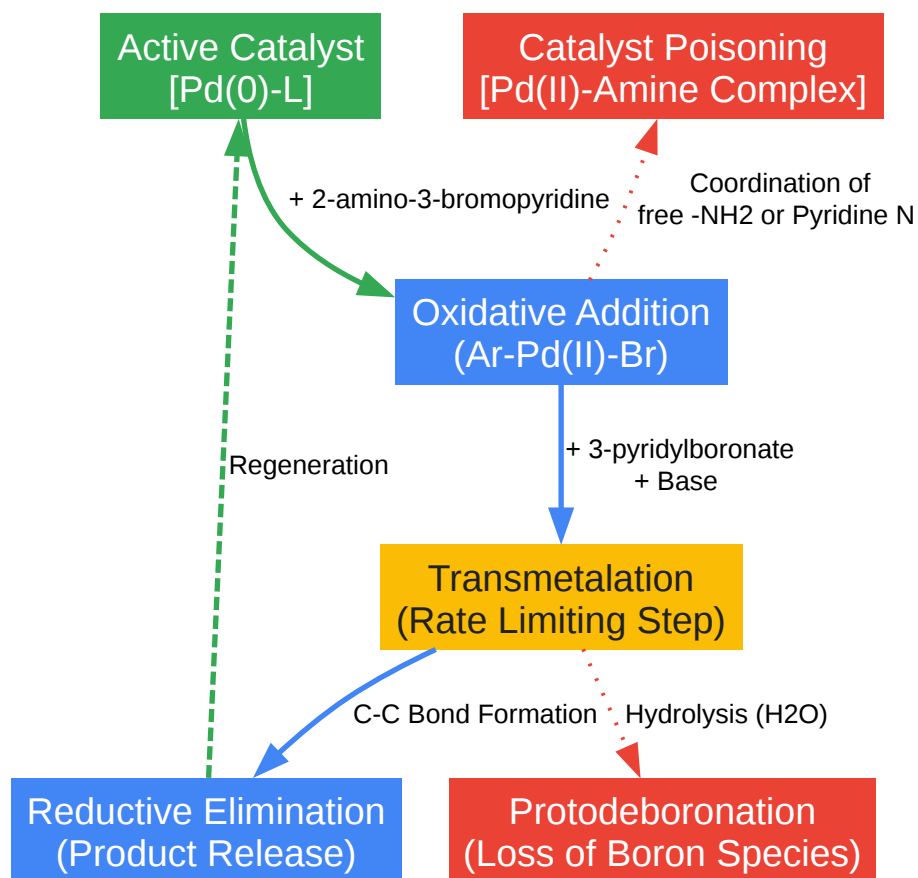 Active Catalyst
[Pd(0)-L]
Catalyst Poisoning
[Pd(II)-Amine Complex]
+ 2-amino-3-bromopyridine
Coordination of
free -NH2 or Pyridine N
Oxidative Addition
(Ar-Pd(II)-Br)
Regeneration
+ 3-pyridylboronate
+ Base
Transmetalation
(Rate Limiting Step)
C-C Bond Formation
Hydrolysis (H2O)
Reductive Elimination
(Product Release)
Protodeboronation
(Loss of Boron Species)